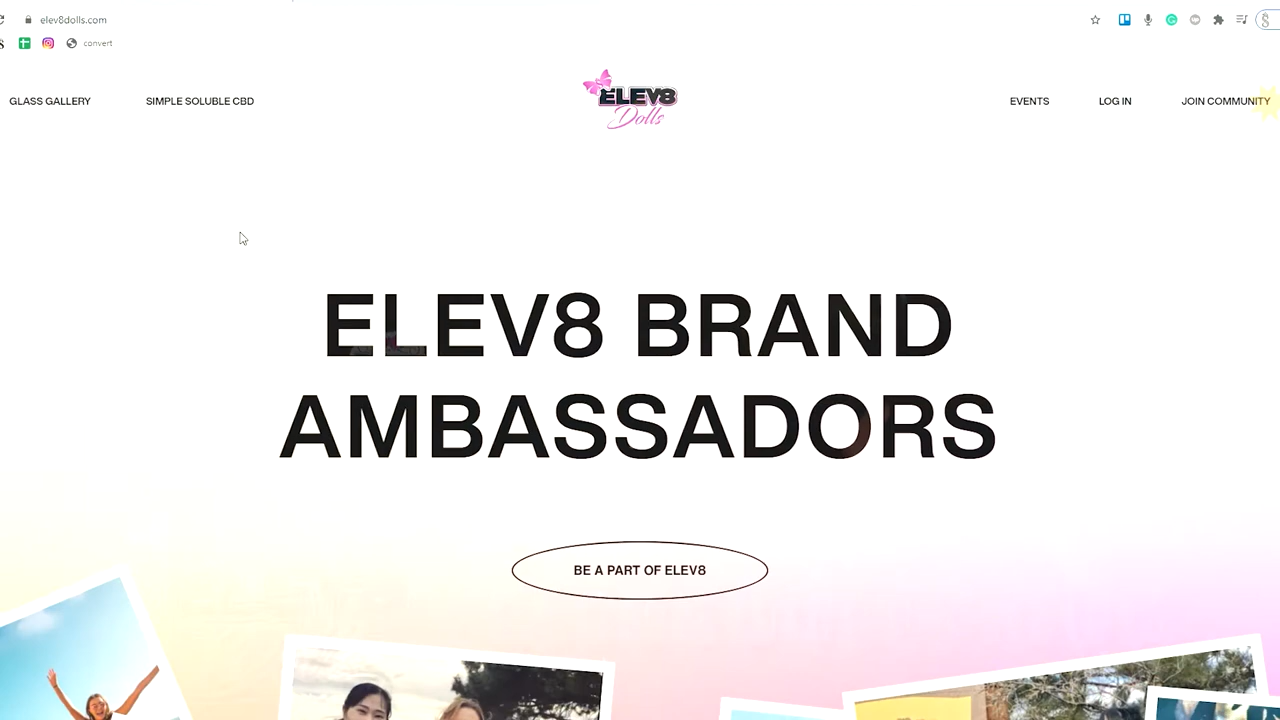 elev8dolls.com
convert
GLASS GALLERY
SIMPLE SOLUBLE CBD
ELEV8
Dolls
EVENTS
LOG IN
JOIN COMMUNITY
ELEV8 BRAND
AMBASSADORS
BE A PART OF ELEV8